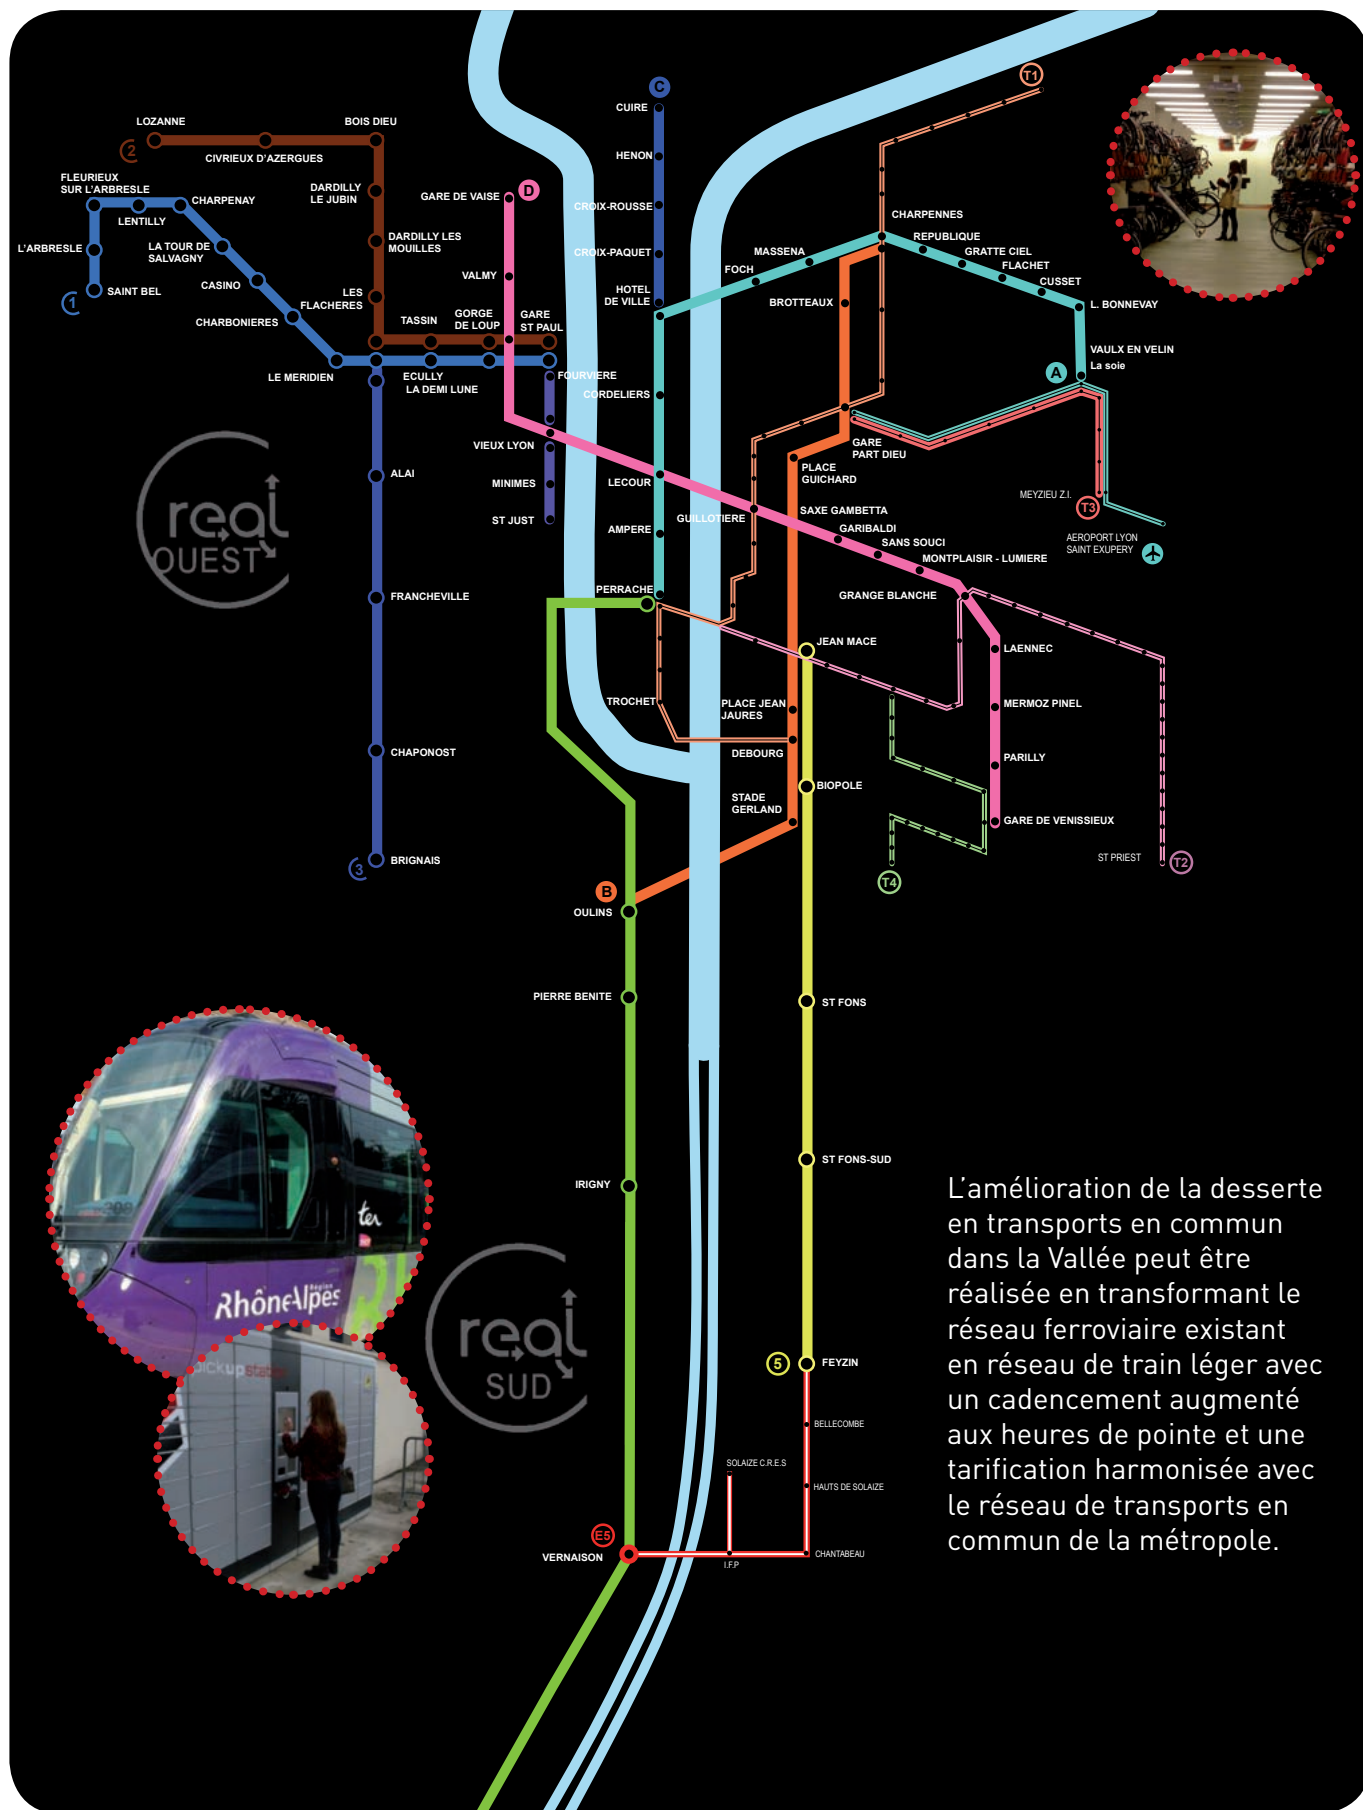 T1
C
CUIRE
LOZANNE
BOIS DIEU
HENON
2
CIVRIEUX D'AZERGUES
FLEURIEUX
SUR L'ARBRESLE
CHARPENAY
DARDILLY
LE JUBIN
GARE DE VAISE
D
CROIX-ROUSSE
LENTILLY
CHARPENNES
L'ARBRESLE
LA TOUR DE
SALVAGNY
DARDILLY LES
MOUILLES
CROIX-PAQUET
MASSENA
REPUBLIQUE
GRATTE CIEL
VALMY
FOCH
FLACHET
CASINO
CUSSET
SAINT BEL
1
LES
FLACHERES
HOTEL
DE VILLE
BROTTEAUX
L. BONNEVAY
CHARBONIERES
TASSIN
GORGE
DE LOUP
GARE
ST PAUL
VAULX EN VELIN
La soie
LE MERIDIEN
ECULLY
LA DEMI LUNE
FOURVIERE
A
CORDELIERS
VIEUX LYON
GARE
PART DIEU
ALAI
PLACE
GUICHARD
MINIMES
LECOUR
MEYZIEU Z.I.
T3
real
OUEST
ST JUST
GUILLOTIERE
SAXE GAMBETTA
AMPERE
GARIBALDI
SANS SOUCI
AEROPORT LYON
SAINT EXUPERY
MONTPLAISIR - LUMIERE
FRANCHEVILLE
PERRACHE
GRANGE BLANCHE
JEAN MACE
LAENNEC
TROCHET
PLACE JEAN
JAURES
MERMOZ PINEL
CHAPONOST
DEBOURG
PARILLY
BIOPOLE
STADE
GERLAND
GARE DE VENISSIEUX
BRIGNAIS
3
ST PRIEST
T2
T4
B
OULINS
PIERRE BENITE
ST FONS
ST FONS-SUD
IRIGNY
209
ter
Région
RhôneAlpes
R
real
SUD
pickup station
5
FEYZIN
BELLECOMBE
SOLAIZE C.R.E.S
HAUTS DE SOLAIZE
E5
VERNAISON
I.F.P
CHANTABEAU
L'amélioration de la desserte
en transports en commun
dans la Vallée peut être
réalisée en transformant le
réseau ferroviaire existant
en réseau de train léger avec
un cadencement augmenté
aux heures de pointe et une
tarification harmonisée avec
le réseau de transports en
commun de la métropole.